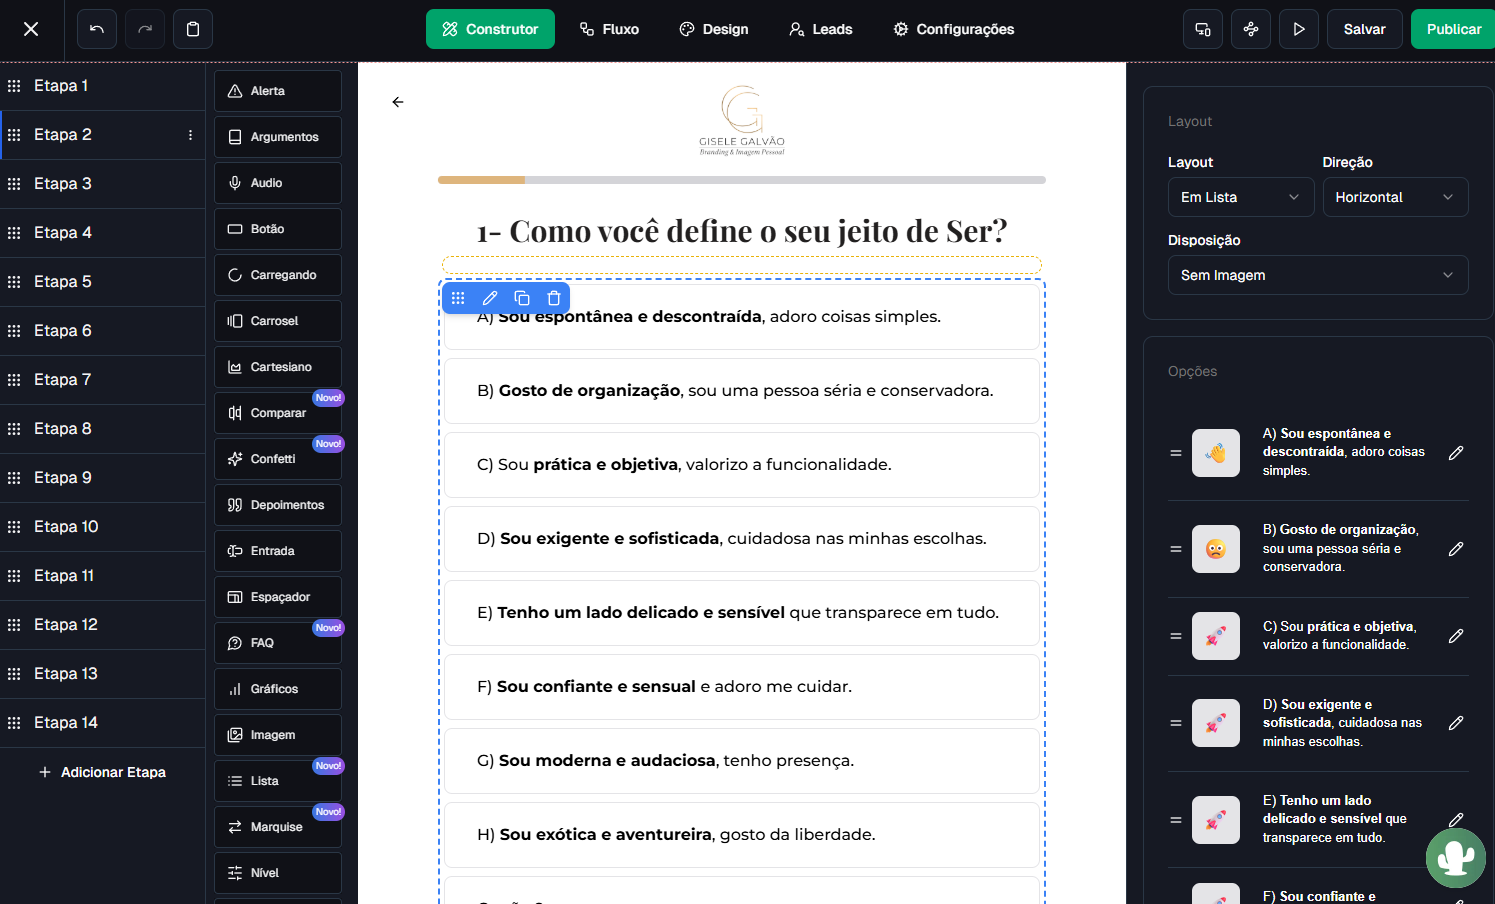 Construtor
Fluxo
Design
Leads
Configurações
Salvar
Publicar
Etapa 1
Etapa 2
Etapa 3
Etapa 4
Etapa 5
Etapa 6
Etapa 7
Etapa 8
Etapa 9
Etapa 10
Etapa 11
Etapa 12
Etapa 13
Etapa 14
Adicionar Etapa
Alerta
Argumentos
Audio
Botão
Carregando
Carrosel
Cartesiano
Novo!
Comparar
Novo!
Confetti
Depoimentos
Entrada
Espaçador
Novo!
FAQ
Gráficos
Imagem
Novo!
Lista
Novo!
Marquise
Nível
GISELE GALVÃO
Branding & Imagem Pessoal
1- Como você define o seu jeito de Ser?
A) Sou espontânea e descontraída, adoro coisas simples.
B) Gosto de organização, sou uma pessoa séria e conservadora.
C) Sou prática e objetiva, valorizo a funcionalidade.
D) Sou exigente e sofisticada, cuidadosa nas minhas escolhas.
E) Tenho um lado delicado e sensível que transparece em tudo.
F) Sou confiante e sensual e adoro me cuidar.
G) Sou moderna e audaciosa, tenho presença.
H) Sou exótica e aventureira, gosto da liberdade.
Layout
Layout
Direção
Em Lista
Horizontal
Disposição
Sem Imagem
Opções
A) Sou espontânea e
descontraída, adoro coisas
simples.
B) Gosto de organização,
sou uma pessoa séria e
conservadora.
C) Sou prática e objetiva,
valorizo a funcionalidade.
D) Sou exigente e
sofisticada, cuidadosa nas
minhas escolhas.
E) Tenho um lado
delicado e sensível que
transparece em tudo.
F) Sou confiante e